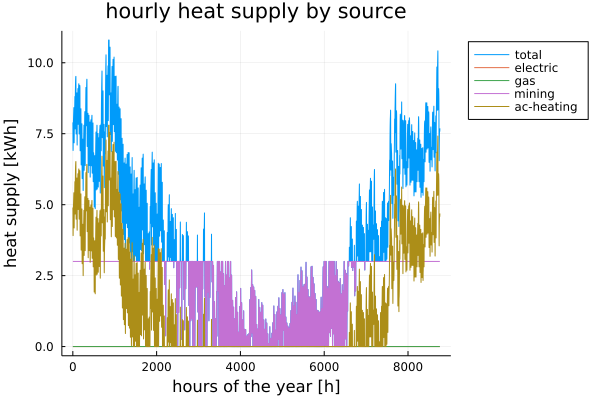 hourly heat supply by source
heat supply [kWh]
10.0
7.5
5.0
2.5
0.0
0
2000
4000
6000
8000
hours of the year [h]
total
electric
gas
mining
ac-heating